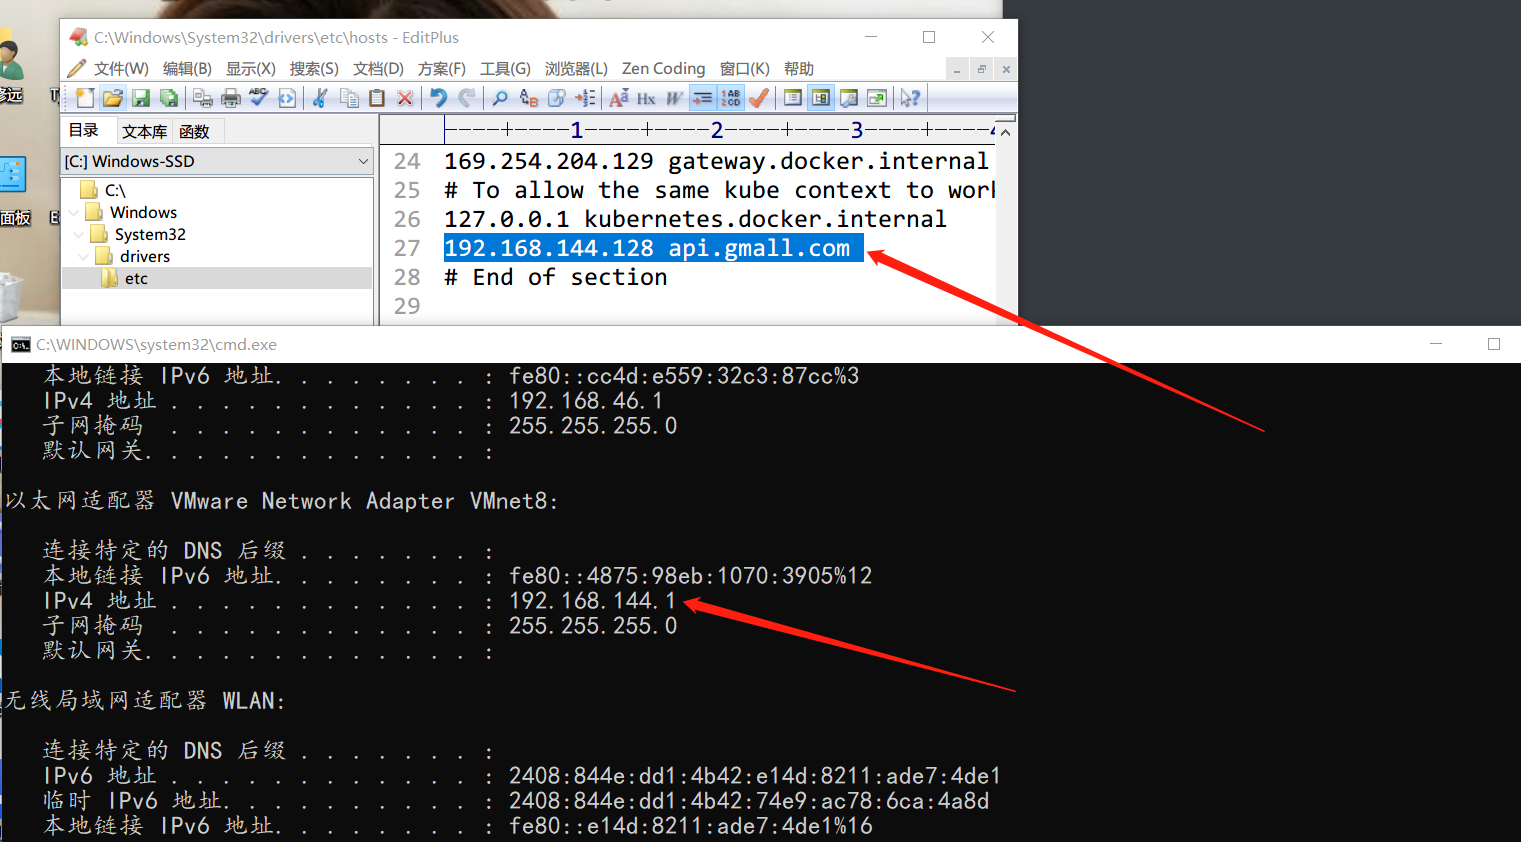 C:\Windows\System32\drivers\etc\hosts - EditPlus
文件(W) 编辑(B) 显示(X) 搜索(S) 文档(D) 方案(F) 工具(G) 浏览器(L) Zen Coding 窗口(K) 帮助
目录 文本库 函数
[C:] Windows-SSD
C:\
Windows
System32
drivers
etc
1 2 3
24 169.254.204.129 gateway.docker.internal
25 # To allow the same kube context to work
26 127.0.0.1 kubernetes.docker.internal
27 192.168.144.128 api.gmall.com
28 # End of section
29
面板
C:\WINDOWS\system32\cmd.exe
本地链接 IPv6 地址. . . . . . . . : fe80::cc4d:e559:32c3:87cc%3
IPv4 地址 . . . . . . . . . . . . : 192.168.46.1
子网掩码 . . . . . . . . . . . . : 255.255.255.0
默认网关. . . . . . . . . . . . . :
以太网适配器 VMware Network Adapter VMnet8:
连接特定的 DNS 后缀 . . . . . . . :
本地链接 IPv6 地址. . . . . . . . : fe80::4875:98eb:1070:3905%12
IPv4 地址 . . . . . . . . . . . . : 192.168.144.1
子网掩码 . . . . . . . . . . . . : 255.255.255.0
默认网关. . . . . . . . . . . . . :
无线局域网适配器 WLAN:
连接特定的 DNS 后缀 . . . . . . . :
IPv6 地址 . . . . . . . . . . . . : 2408:844e:dd1:4b42:e14d:8211:ade7:4de1
临时 IPv6 地址. . . . . . . . . . : 2408:844e:dd1:4b42:74e9:ac78:6ca:4a8d
本地链接 IPv6 地址. . . . . . . . : fe80::e14d:8211:ade7:4de1%16